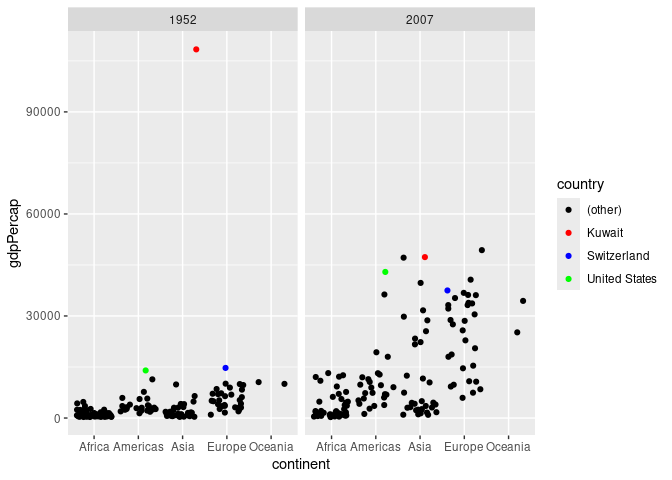 1952 2007
90000
60000
30000
0
gdpPercap
Africa Americas Asia Europe Oceania Africa Americas Asia Europe Oceania
continent
country
(other)
Kuwait
Switzerland
United States